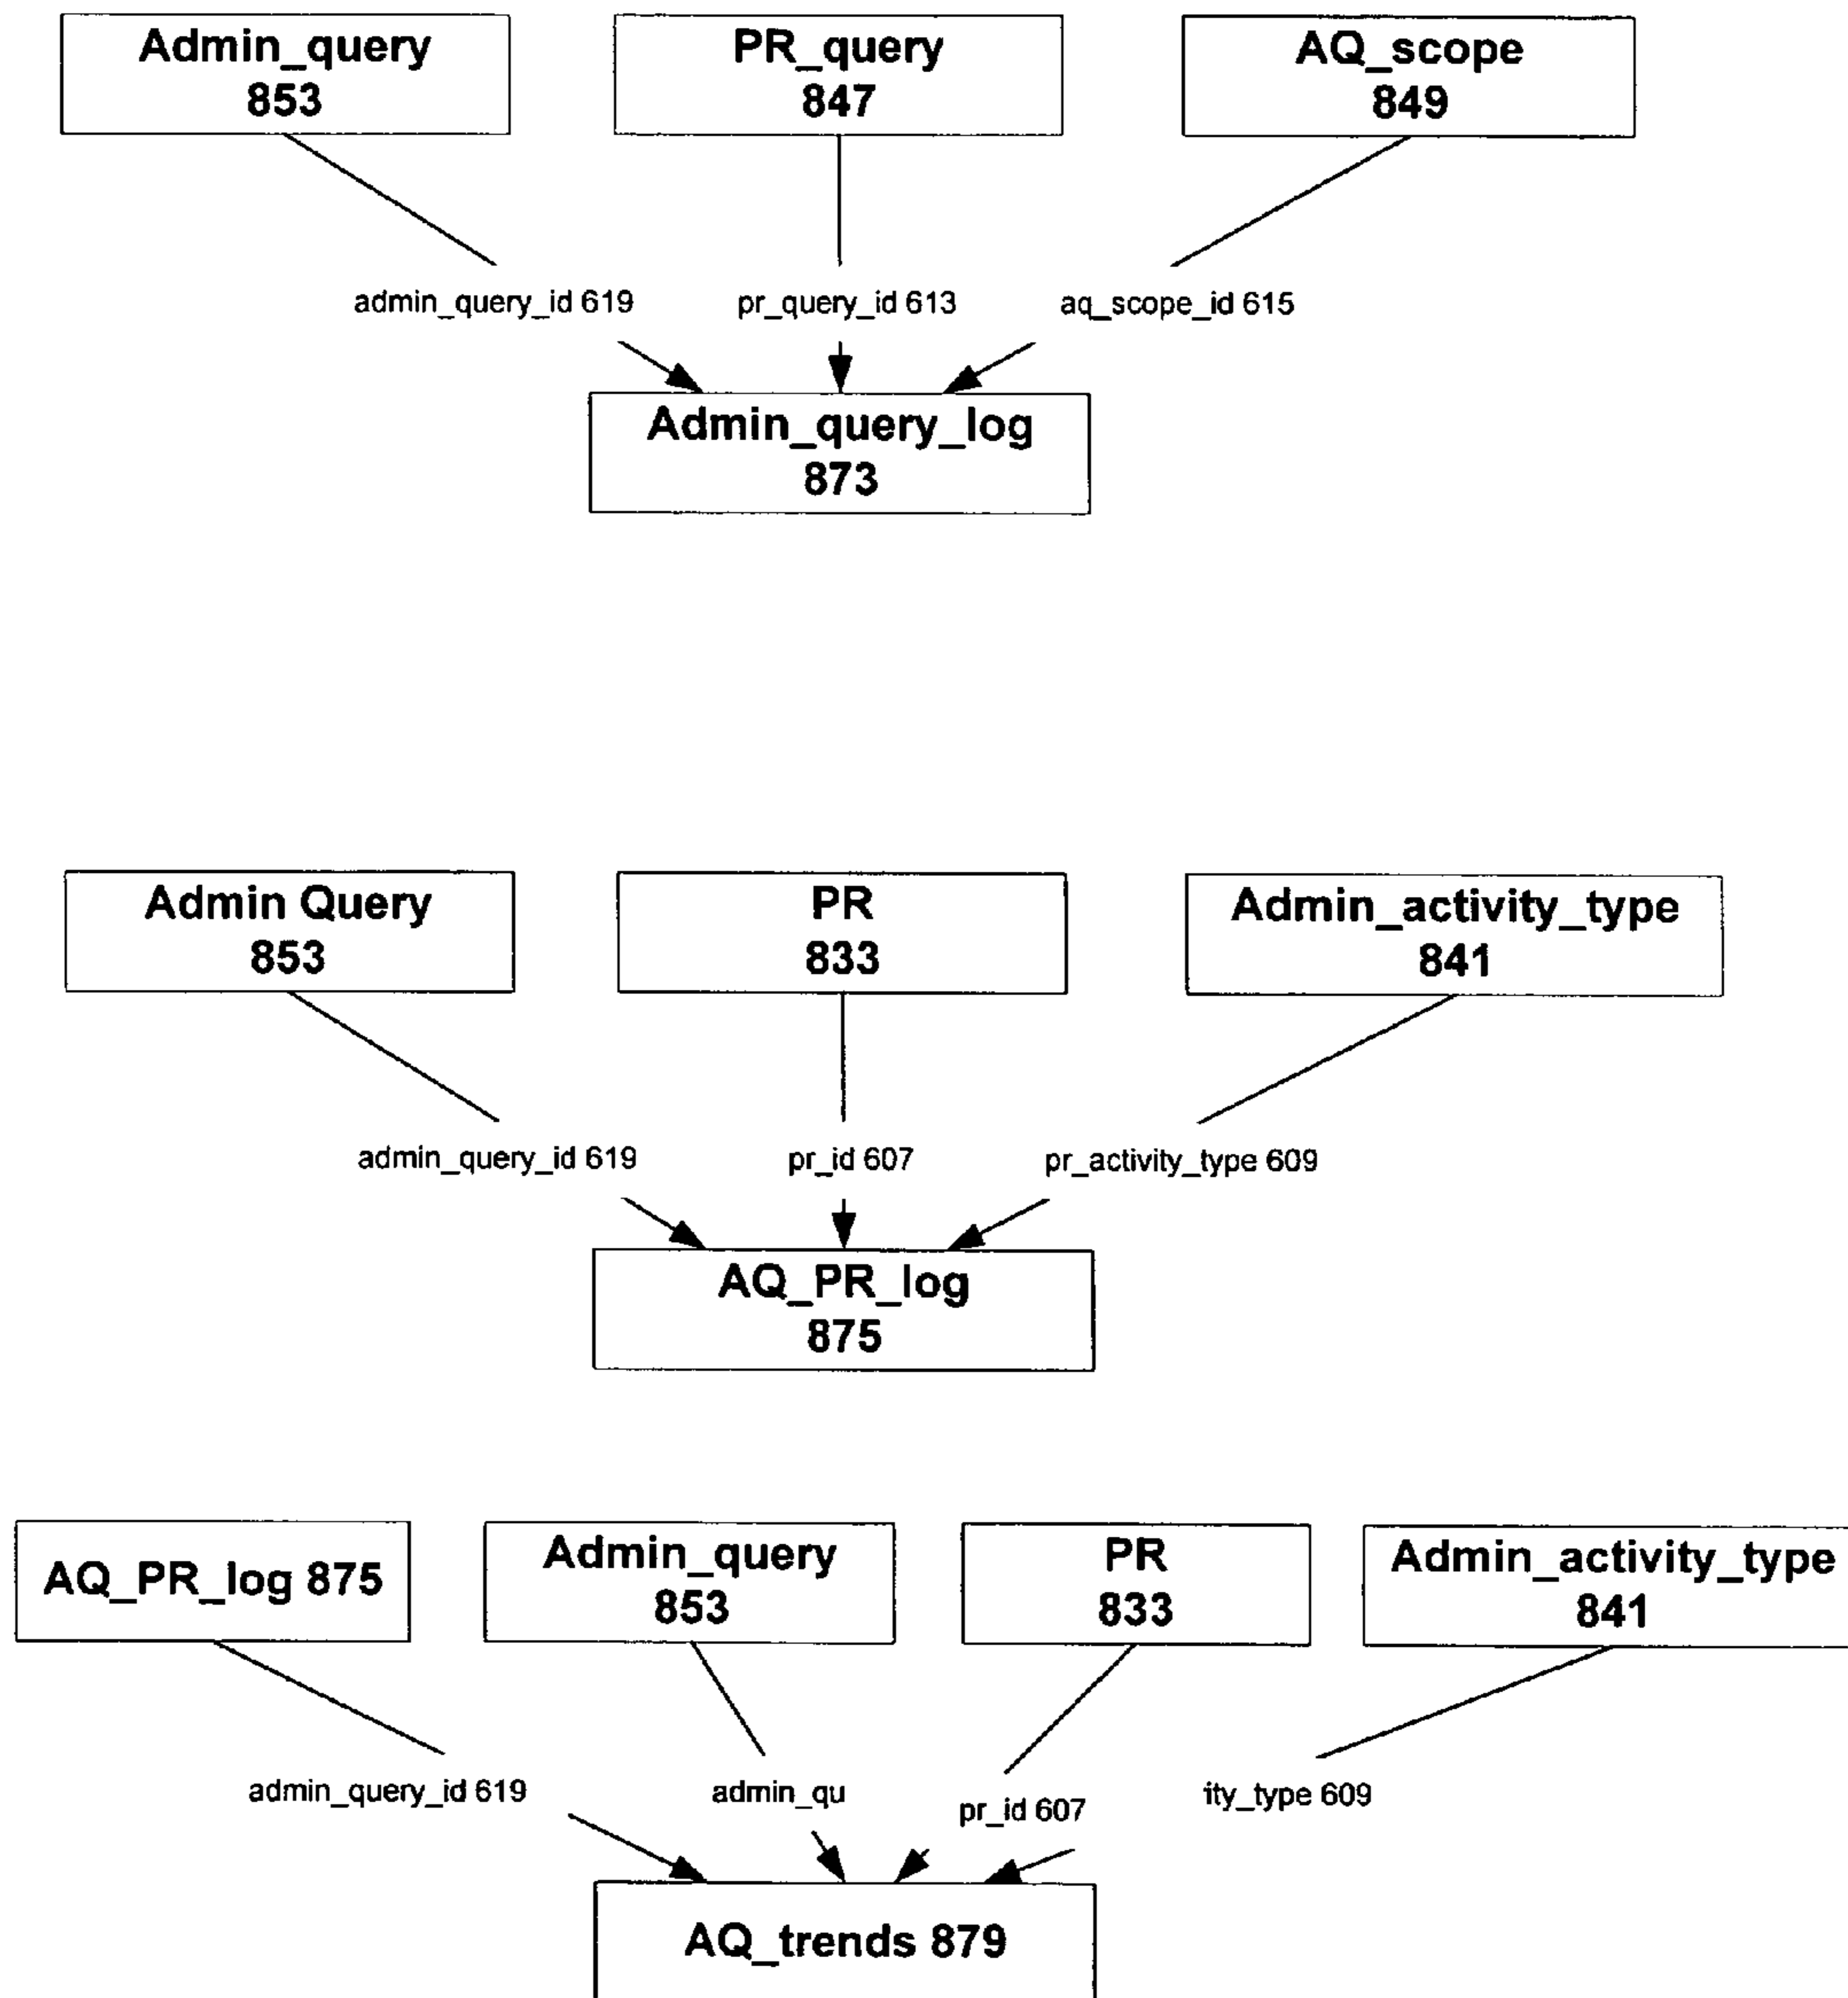 Admin_query
853
PR_query
847
AQ_scope
849
admin_query_id 619
pr_query_id 613
aq_scope_id 615
Admin_query_log
873
Admin Query
853
PR
833
Admin_activity_type
841
admin_query_id 619
pr_id 607
pr_activity_type 609
AQ_PR_log
875
AQ_PR_log 875
Admin_query
853
PR
833
Admin_activity_type
841
admin_query_id 619
admin_qu
pr_id 607
ity_type 609
AQ_trends 879